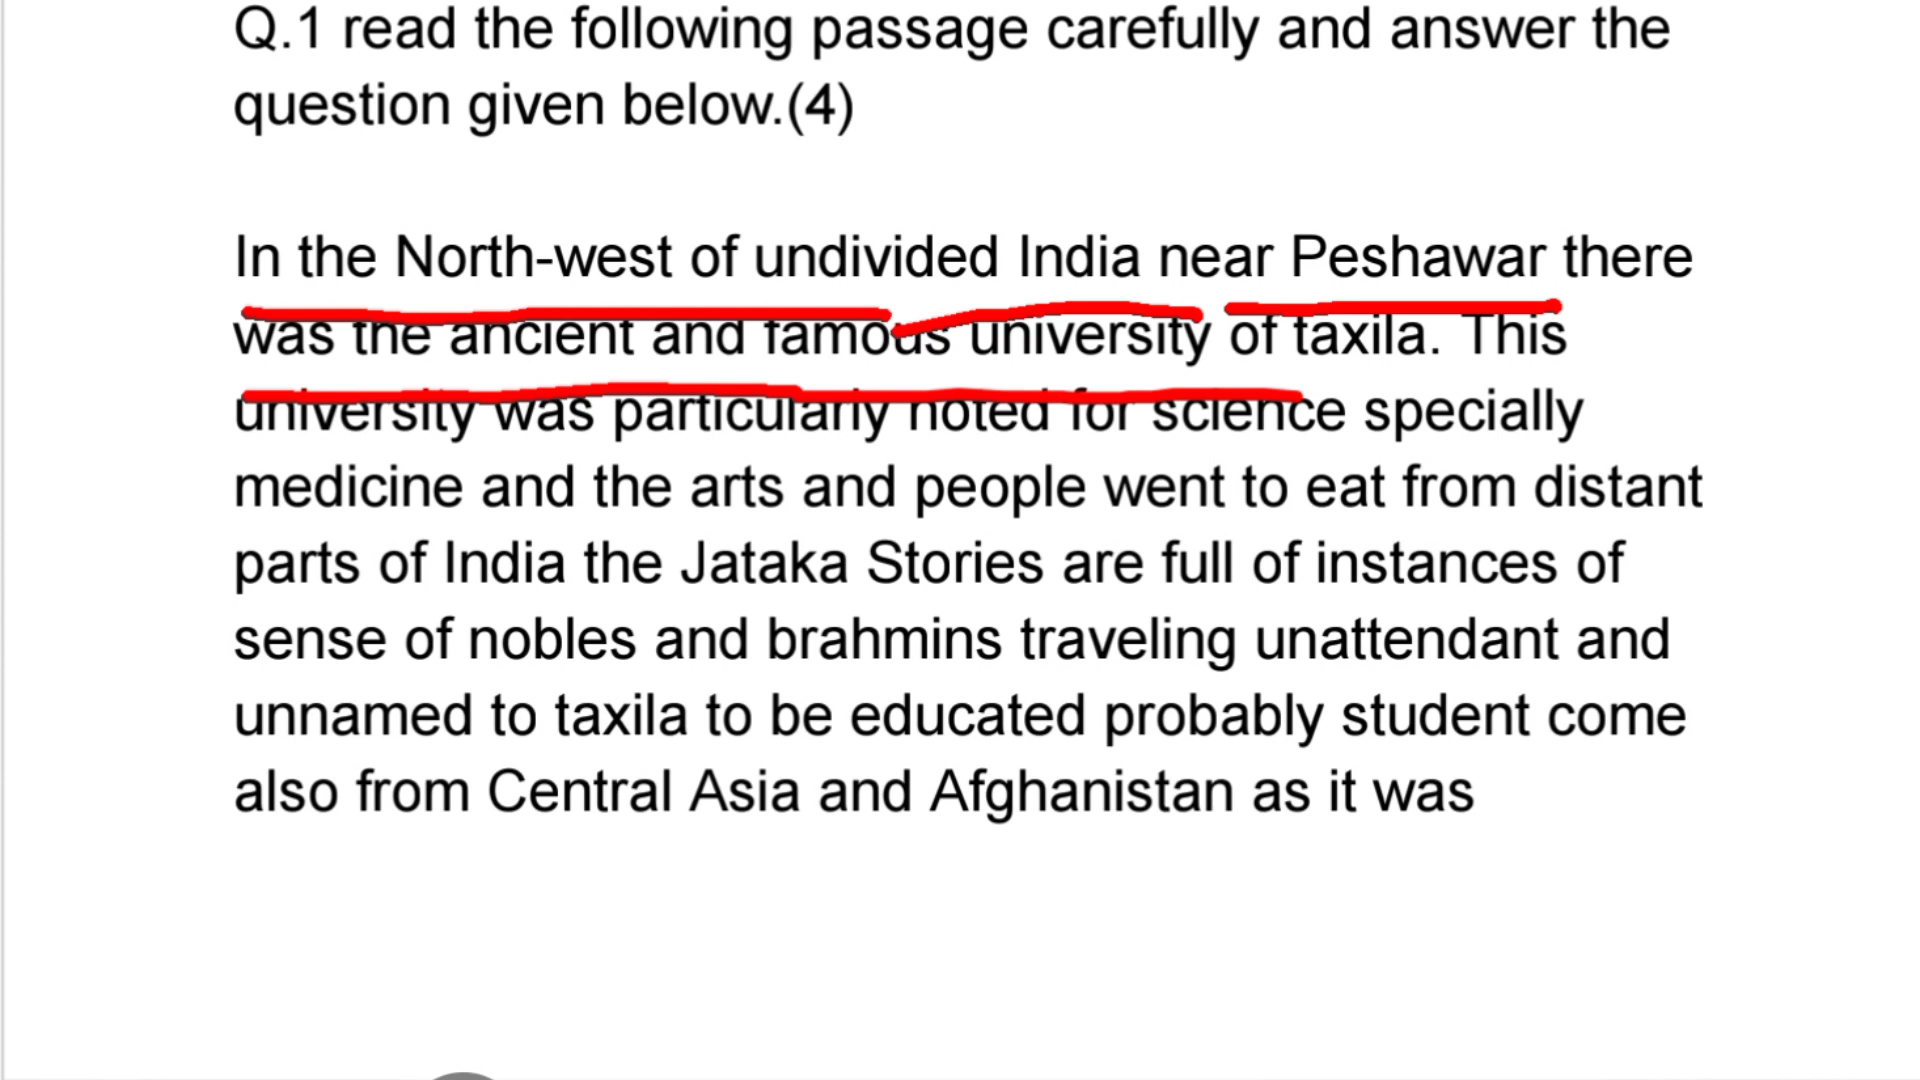 Q.1 read the following passage carefully and answer the
question given below.(4)
In the North-west of undivided India near Peshawar there
was the ancient and famous university of taxila. This
university was particularly noted for science specially
medicine and the arts and people went to eat from distant
parts of India the Jataka Stories are full of instances of
sense of nobles and brahmins traveling unattendant and
unnamed to taxila to be educated probably student come
also from Central Asia and Afghanistan as it was